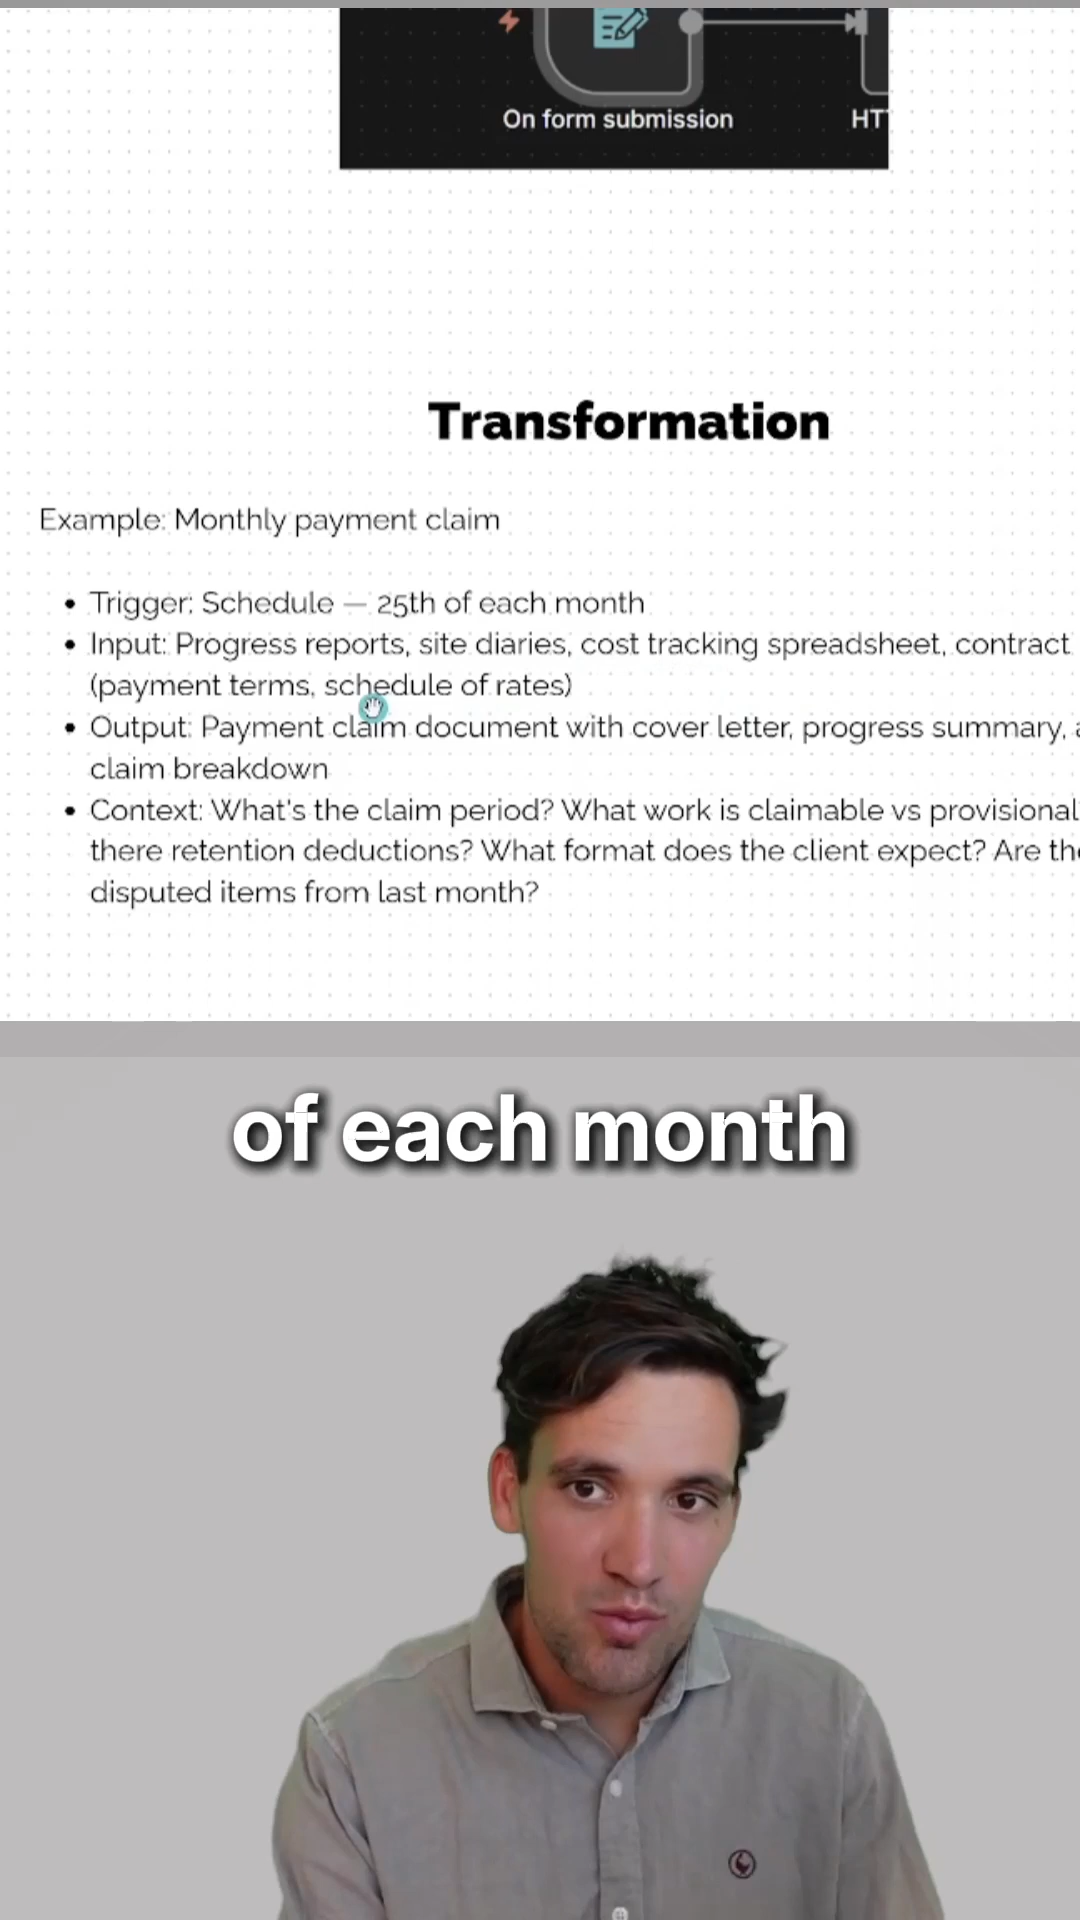 On form submission
HT
Transformation
Example: Monthly payment claim
• Trigger: Schedule — 25th of each month
• Input: Progress reports, site diaries, cost tracking spreadsheet, contract
(payment terms, schedule of rates)
• Output: Payment claim document with cover letter, progress summary,
claim breakdown
• Context: What's the claim period? What work is claimable vs provisional
there retention deductions? What format does the client expect? Are
disputed items from last month?
of each month